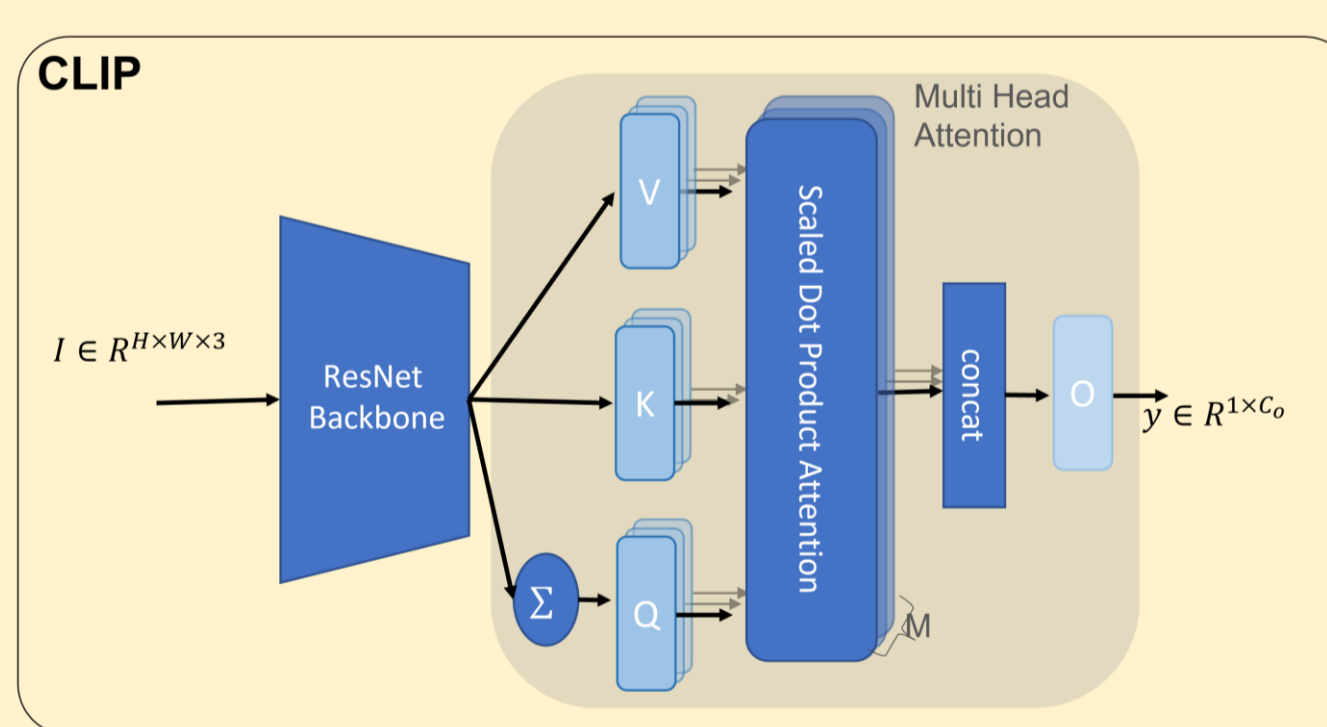 CLIP
Multi Head
Attention
V
Scaled Dot Product Attention
I ∈ R^{H×W×3}
ResNet
Backbone
K
concat
O
y ∈ R^{1×C_o}
Σ
Q
M